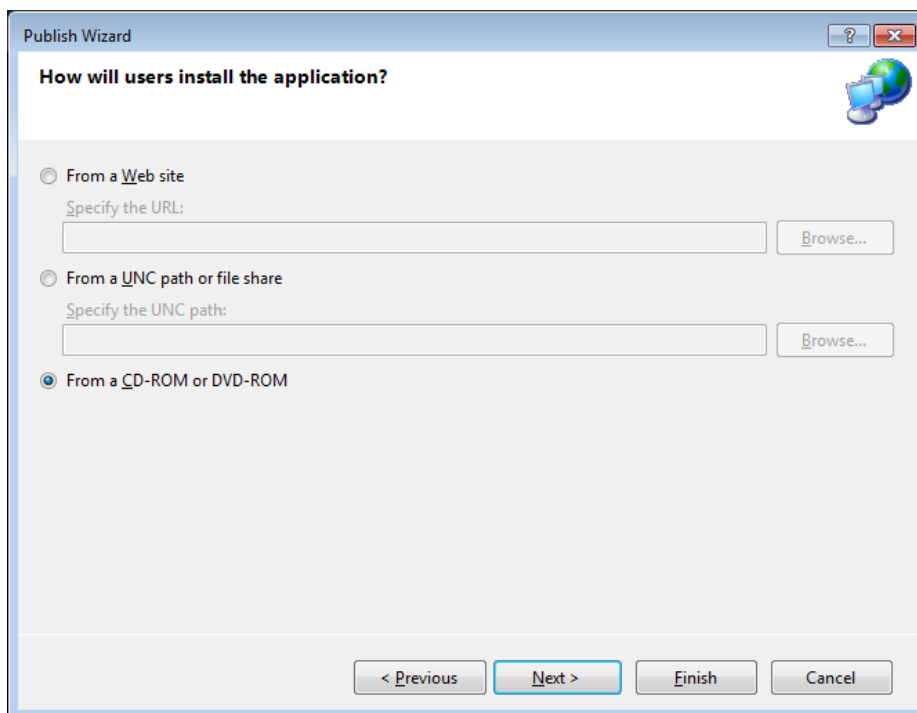 Publish Wizard
How will users install the application?
From a Web site
Specify the URL:
Browse...
From a UNC path or file share
Specify the UNC path:
Browse...
From a CD-ROM or DVD-ROM
< Previous
Next >
Finish
Cancel